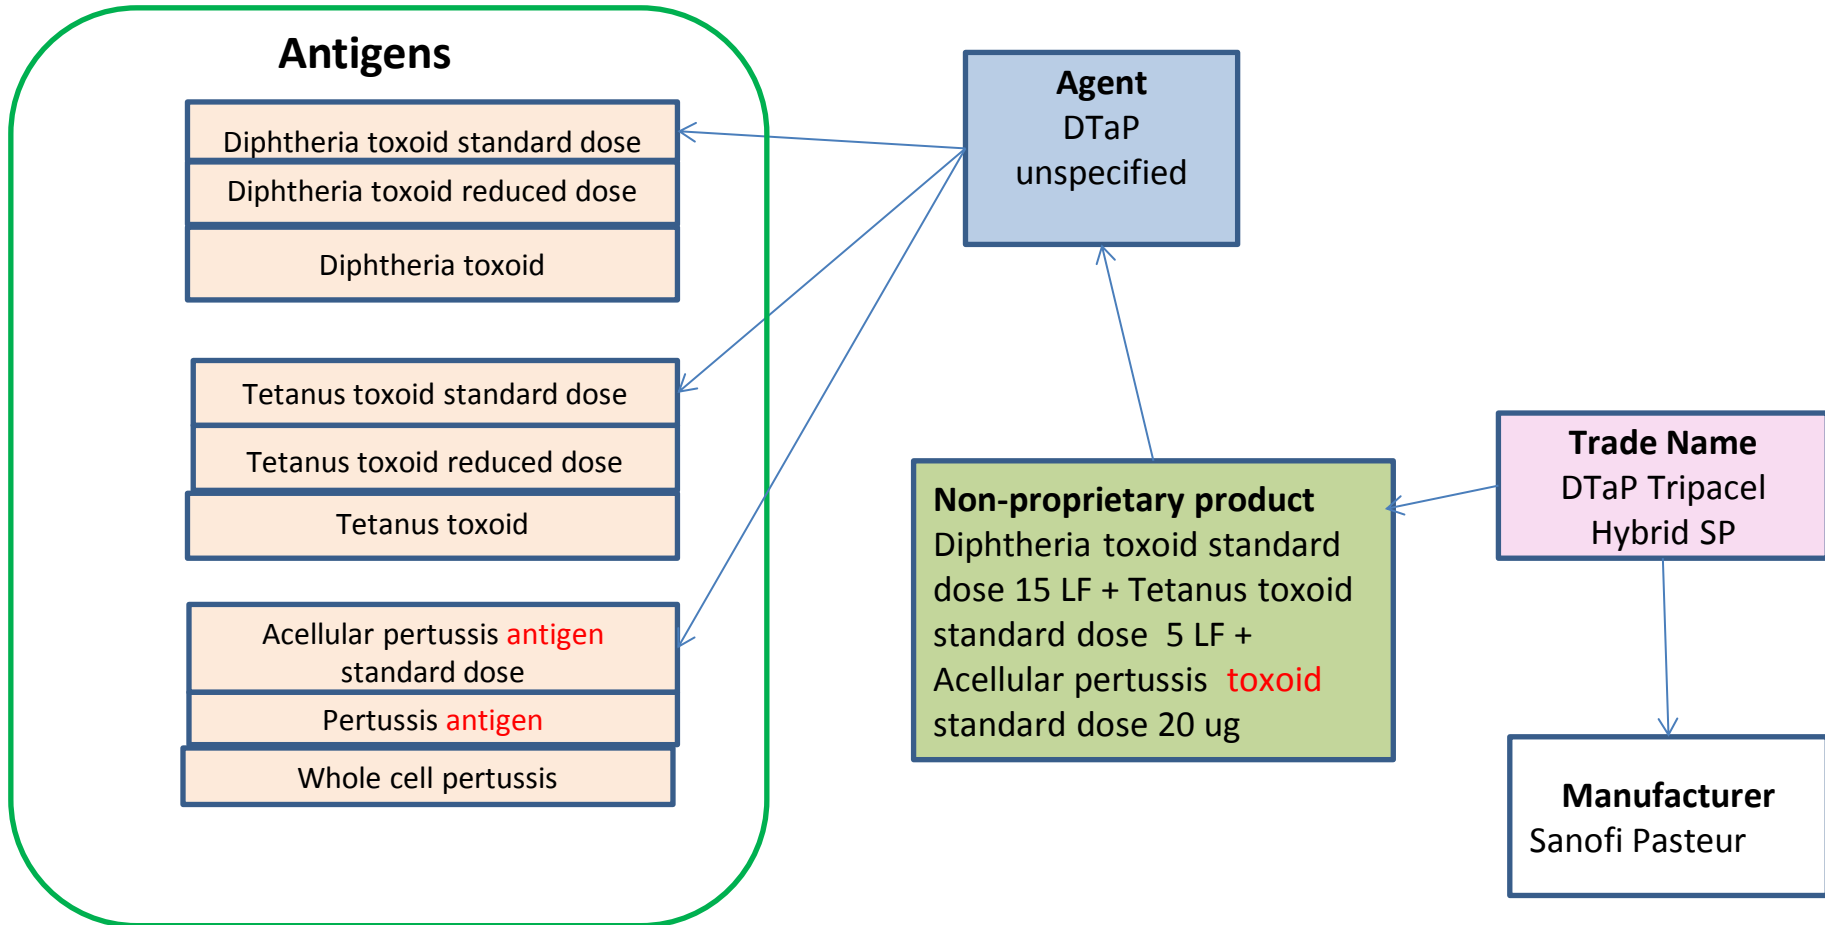 Antigens
Diphtheria toxoid standard dose
Diphtheria toxoid reduced dose
Diphtheria toxoid
Tetanus toxoid standard dose
Tetanus toxoid reduced dose
Tetanus toxoid
Acellular pertussis antigen
standard dose
Pertussis antigen
Whole cell pertussis
Agent
DTaP
unspecified
Non-proprietary product
Diphtheria toxoid standard
dose 15 LF + Tetanus toxoid
standard dose 5 LF +
Acellular pertussis toxoid
standard dose 20 ug
Trade Name
DTaP Tripacel
Hybrid SP
Manufacturer
Sanofi Pasteur